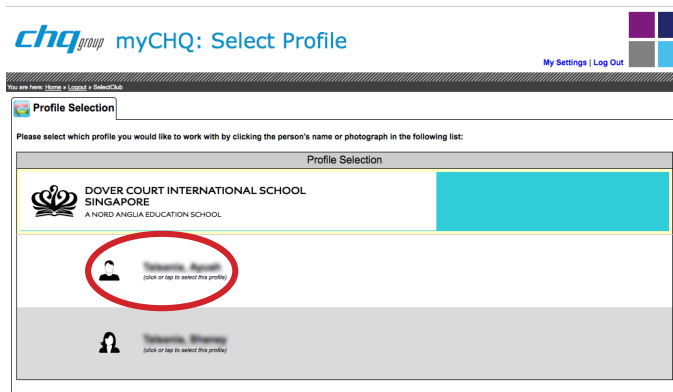 chq group myCHQ: Select Profile
My Settings | Log Out
You are here: Home » Logout » SelectClub
Profile Selection
Please select which profile you would like to work with by clicking the person's name or photograph in the following list:
Profile Selection
DOVER COURT INTERNATIONAL SCHOOL
SINGAPORE
A NORD ANGLIA EDUCATION SCHOOL
(click or tap to select this profile)
(click or tap to select this profile)